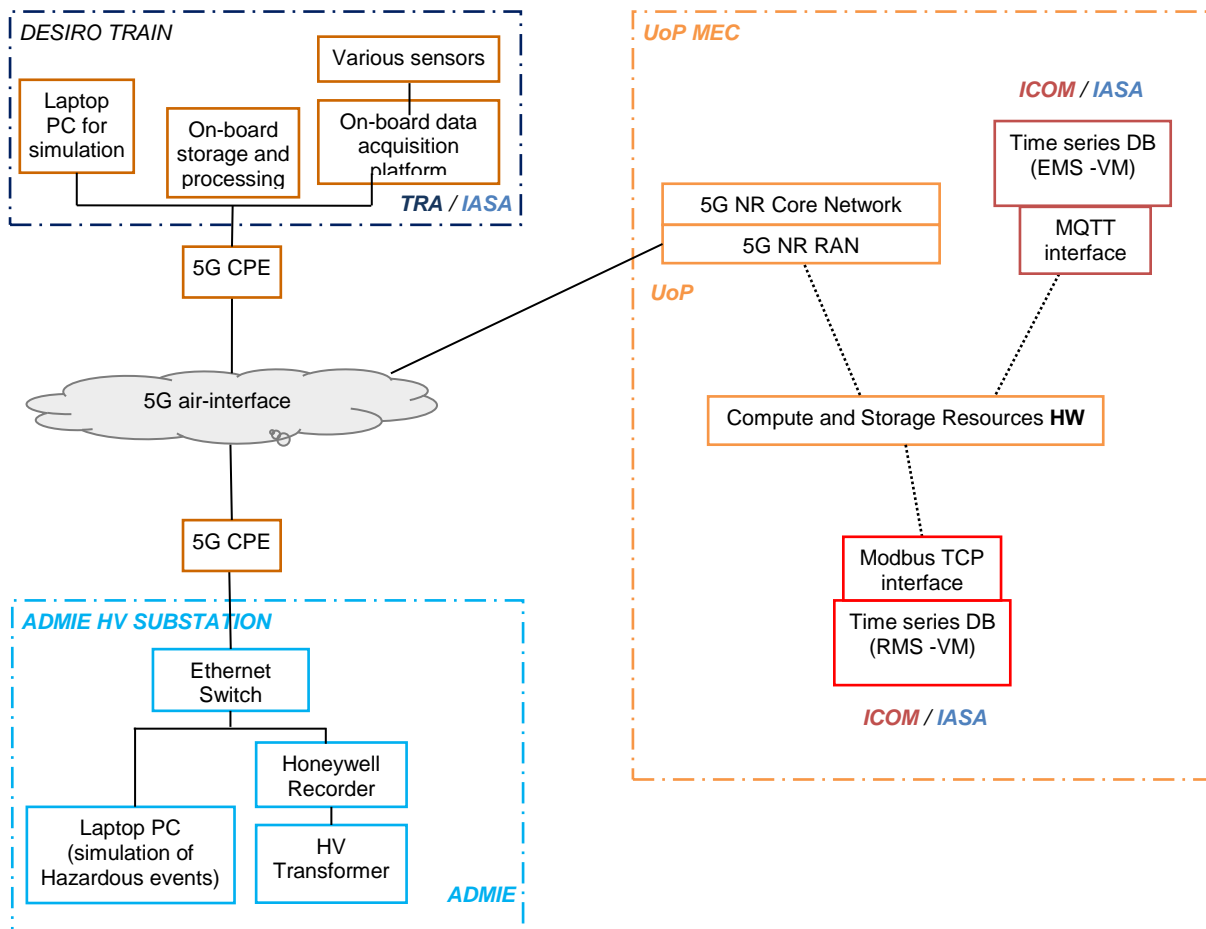 DESIRO TRAIN
Various sensors
Laptop
PC for
simulation
On-board
storage and
processing
On-board data
acquisition
platform
TRA / IASA
5G CPE
5G air-interface
5G CPE
ADMIE HV SUBSTATION
Ethernet
Switch
Honeywell
Recorder
Laptop PC
(simulation of
Hazardous events)
HV
Transformer
ADMIE
UoP MEC
ICOM / IASA
Time series DB
(EMS -VM)
MQTT
interface
5G NR Core Network
5G NR RAN
UoP
Compute and Storage Resources HW
Modbus TCP
interface
Time series DB
(RMS -VM)
ICOM / IASA